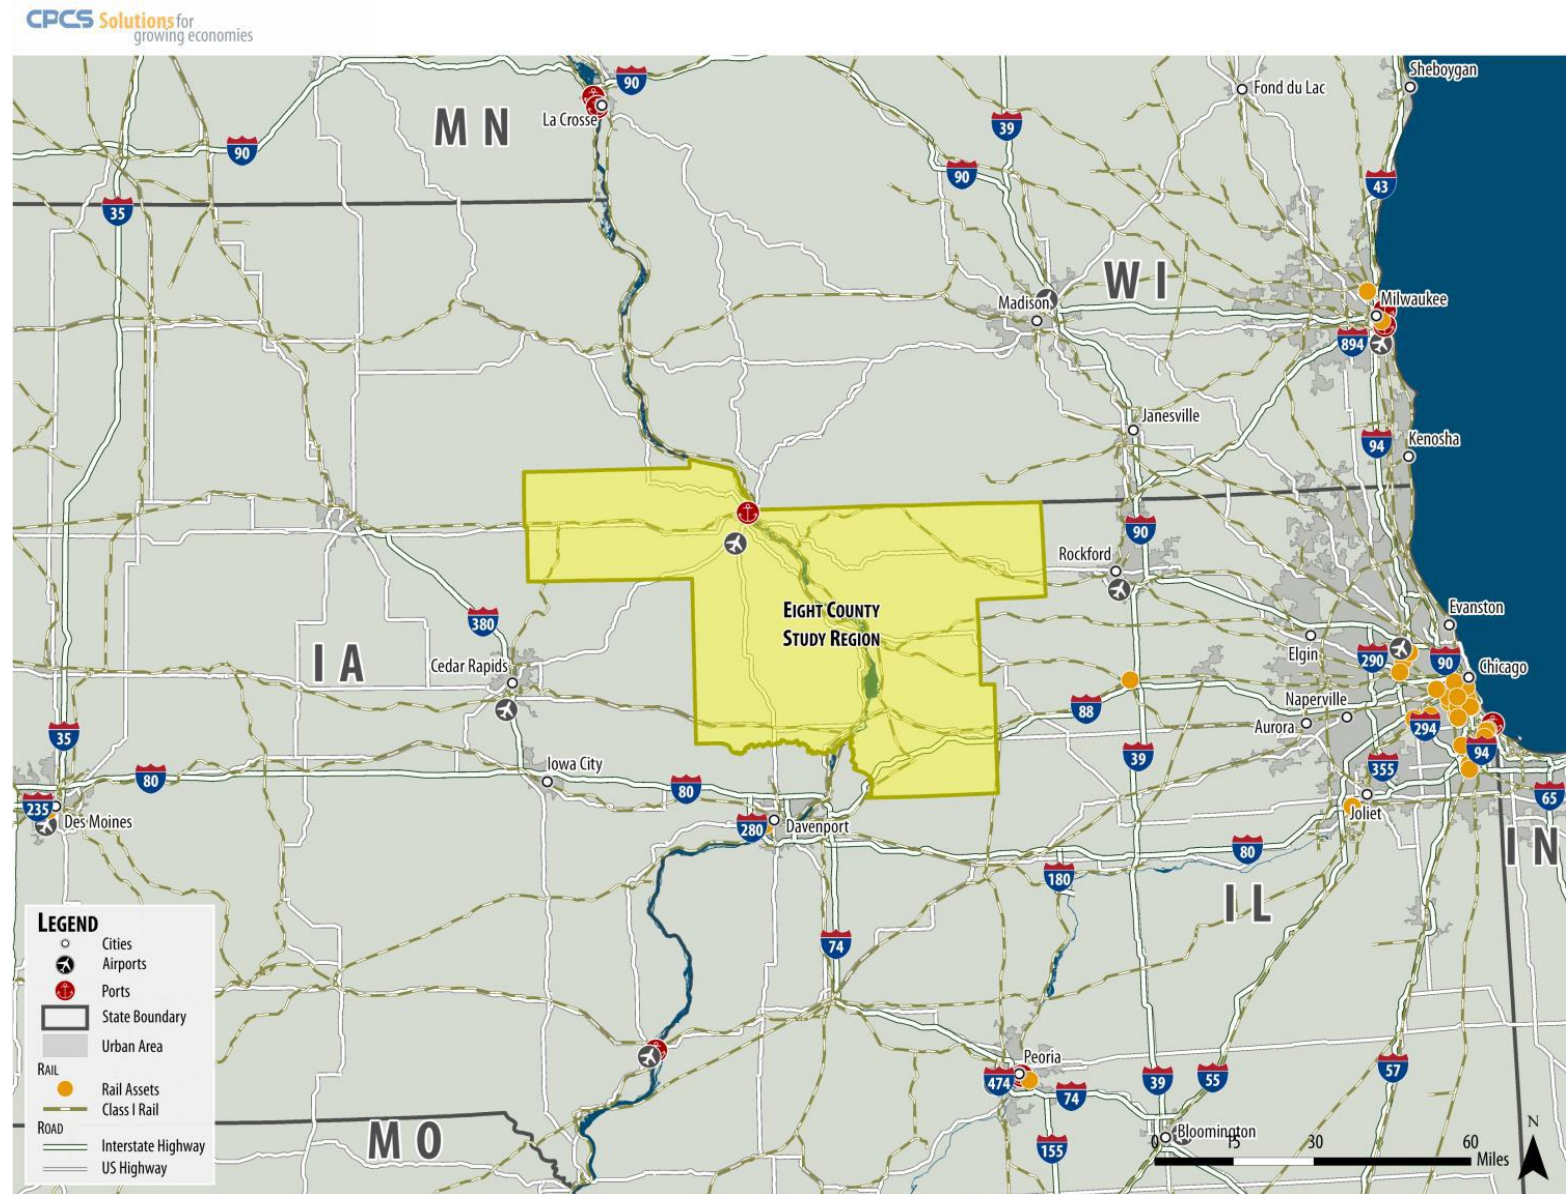 CPCS Solutions for
growing economies
Sheboygan
90
Fond du Lac
MN
La Crosse
39
90
90
43
35
WI
Madison
Milwaukee
894
Janesville
94
Kenosha
90
Rockford
EIGHT COUNTY
STUDY REGION
Evanston
380
Elgin
290
90
IA
Cedar Rapids
Chicago
Naperville
88
Aurora
294
35
94
39
Iowa City
355
80
80
65
235
Des Moines
280
Davenport
Joliet
80
IN
180
IL
74
LEGEND
Cities
Airports
Ports
State Boundary
Urban Area
RAIL
Rail Assets
Class I Rail
ROAD
Interstate Highway
US Highway
Peoria
474
74
39
55
57
MO
Bloomington
155
0 15 30 60
Miles
N